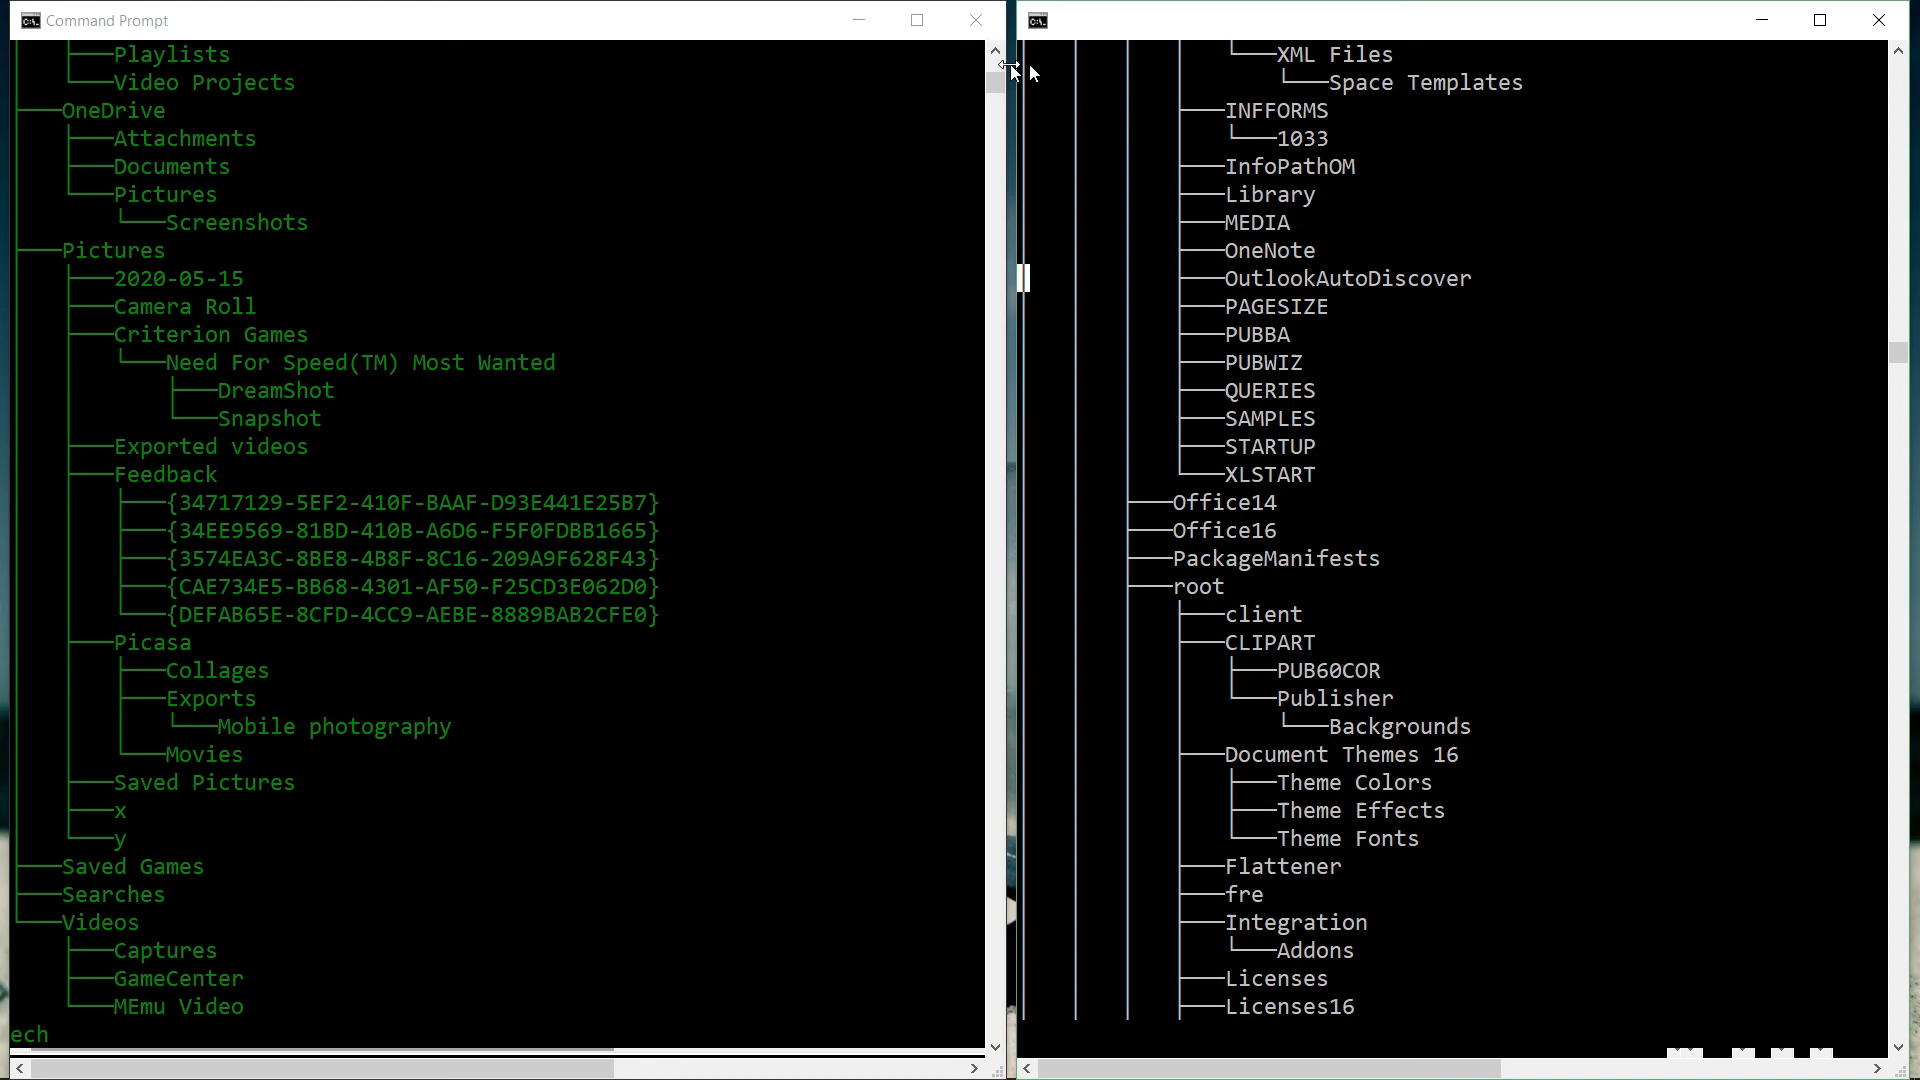 Command Prompt
Playlists
Video Projects
OneDrive
Attachments
Documents
Pictures
Screenshots
Pictures
2020-05-15
Camera Roll
Criterion Games
Need For Speed(TM) Most Wanted
DreamShot
Snapshot
Exported videos
Feedback
{34717129-5EF2-410F-BAAF-D93E441E25B7}
{34EE9569-81BD-410B-A6D6-F5F0FDBB1665}
{3574EA3C-8BE8-4B8F-8C16-209A9F628F43}
{CAE734E5-BB68-4301-AF50-F25CD3E062D0}
{DEFAB65E-8CFD-4CC9-AEBE-8889BAB2CFE0}
Picasa
Collages
Exports
Mobile photography
Movies
Saved Pictures
x
y
Saved Games
Searches
Videos
Captures
GameCenter
MEmu Video
ech
XML Files
Space Templates
INFFORMS
1033
InfoPathOM
Library
MEDIA
OneNote
OutlookAutoDiscover
PAGESIZE
PUBBA
PUBWIZ
QUERIES
SAMPLES
STARTUP
XLSTART
Office14
Office16
PackageManifests
root
client
CLIPART
PUB60COR
Publisher
Backgrounds
Document Themes 16
Theme Colors
Theme Effects
Theme Fonts
Flattener
fre
Integration
Addons
Licenses
Licenses16